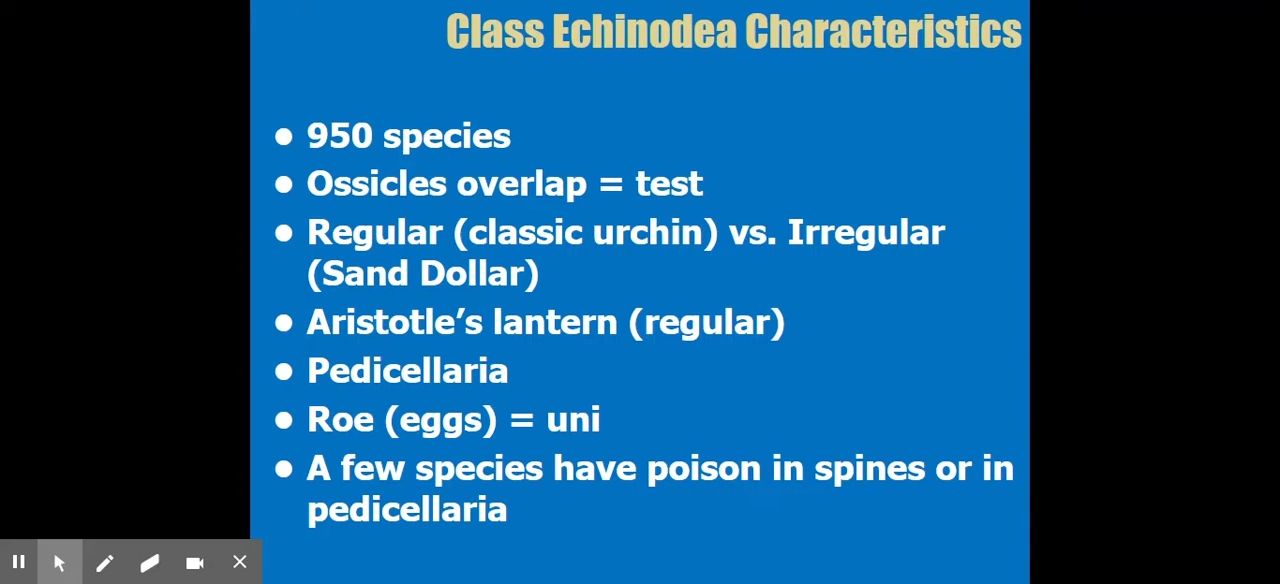 Class Echinodea Characteristics
● 950 species
● Ossicles overlap = test
● Regular (classic urchin) vs. Irregular
(Sand Dollar)
● Aristotle’s lantern (regular)
● Pedicellaria
● Roe (eggs) = uni
● A few species have poison in spines or in
pedicellaria